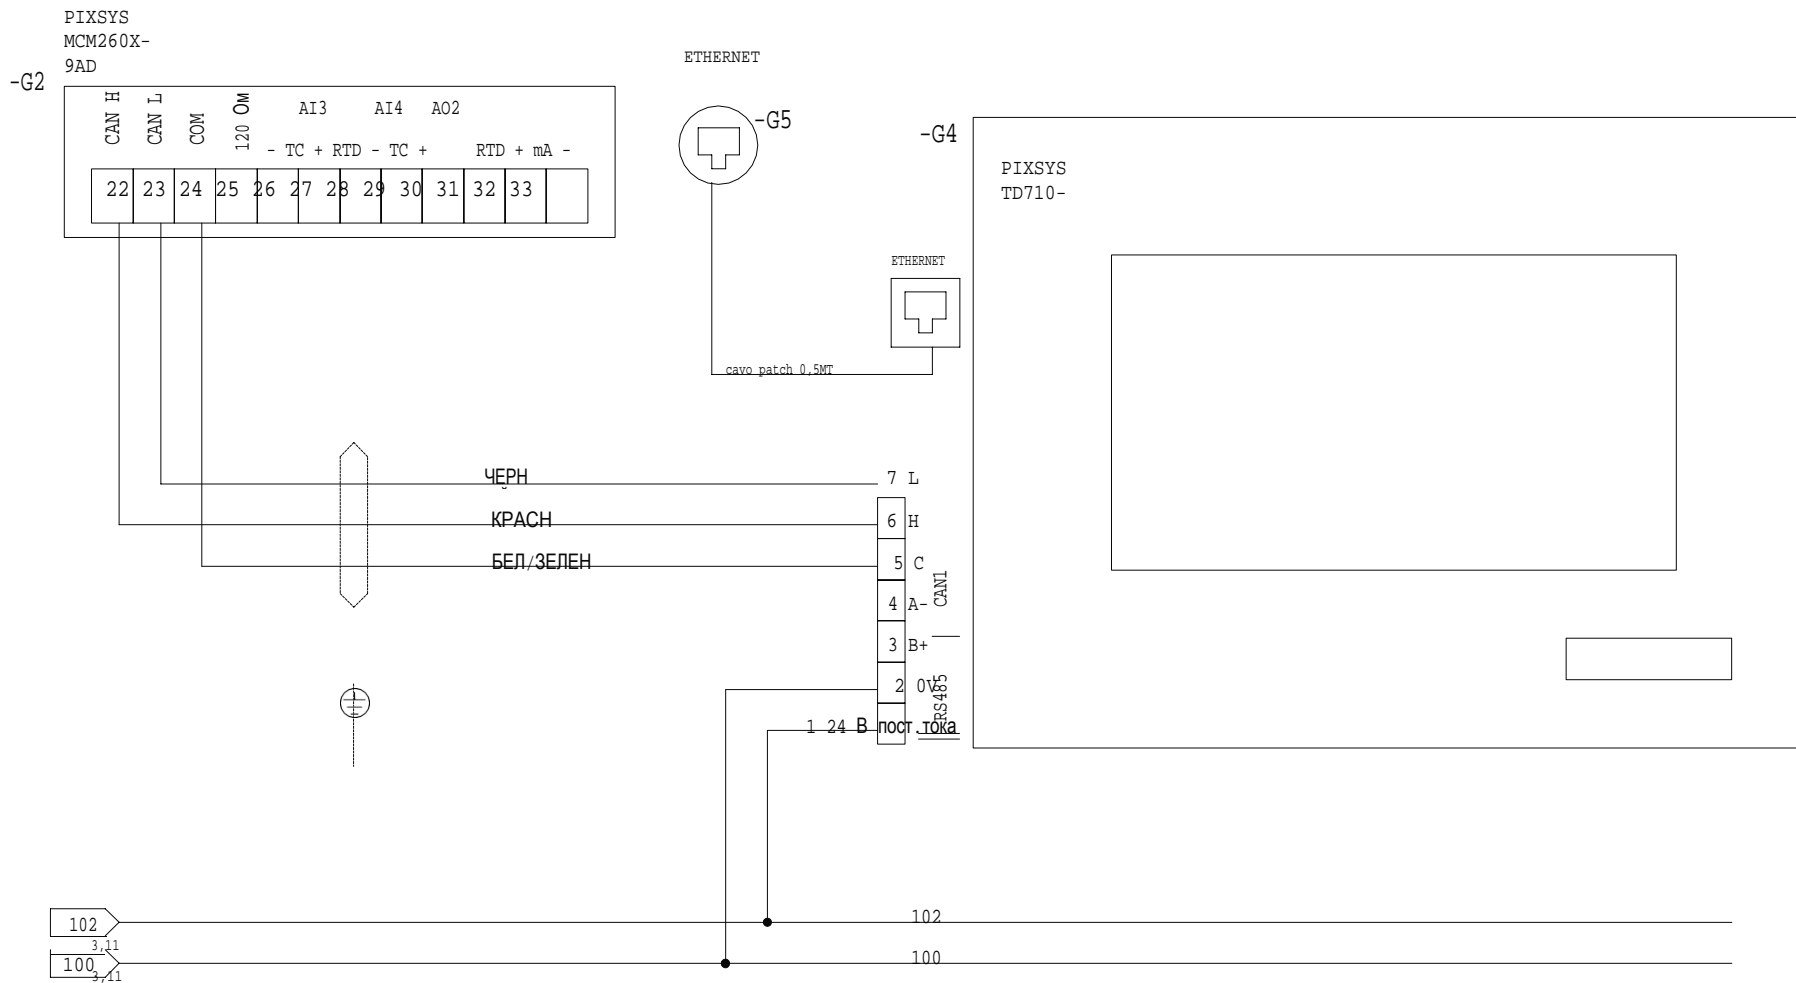 PIXSYS
MCM260X-
9AD
-G2
CAN H
CAN L
COM
120 Ом
AI3 AI4 AO2
- TC + RTD - TC + RTD + mA -
22 23 24 25 26 27 28 29 30 31 32 33
ETHERNET
-G5
-G4
PIXSYS
TD710-
ETHERNET
cavo patch 0,5MT
ЧЕРН
КРАСН
БЕЛ/ЗЕЛЕН
7 L
6 H
5 C
4 A-
3 B+
2 0V
1 24 В пост.тока
CAN1
RS485
102
3,11
102
100
3,11
100